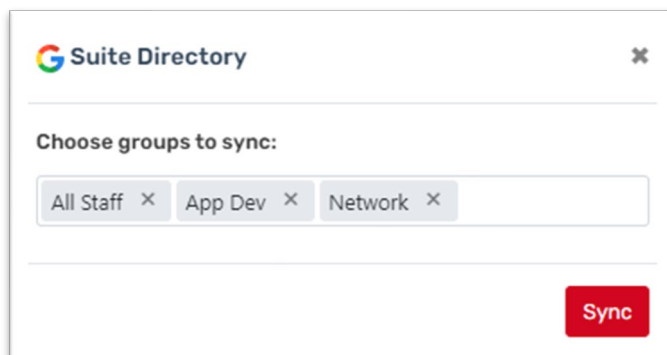 G Suite Directory ×
Choose groups to sync:
All Staff × App Dev × Network ×
Sync